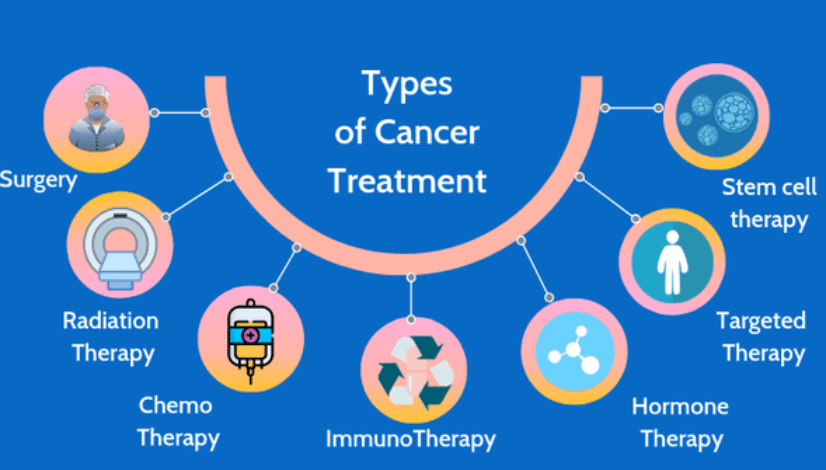 Types
of Cancer
Treatment
Surgery
Radiation
Therapy
Chemo
Therapy
ImmunoTherapy
Hormone
Therapy
Targeted
Therapy
Stem cell
therapy